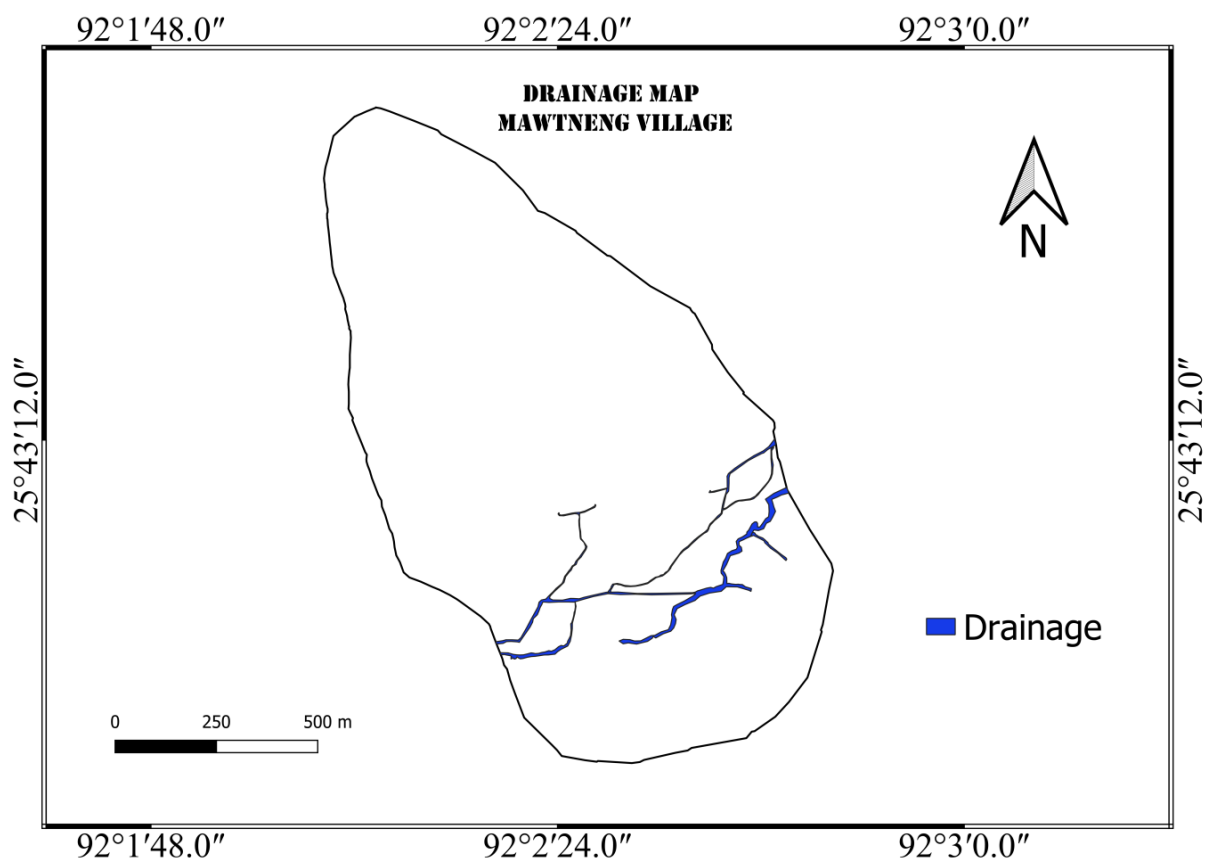 92°1′48.0″ 92°2′24.0″ 92°3′0.0″
DRAINAGE MAP
MAWTNENG VILLAGE
N
25°43′12.0″ 25°43′12.0″
Drainage
0 250 500 m
92°1′48.0″ 92°2′24.0″ 92°3′0.0″